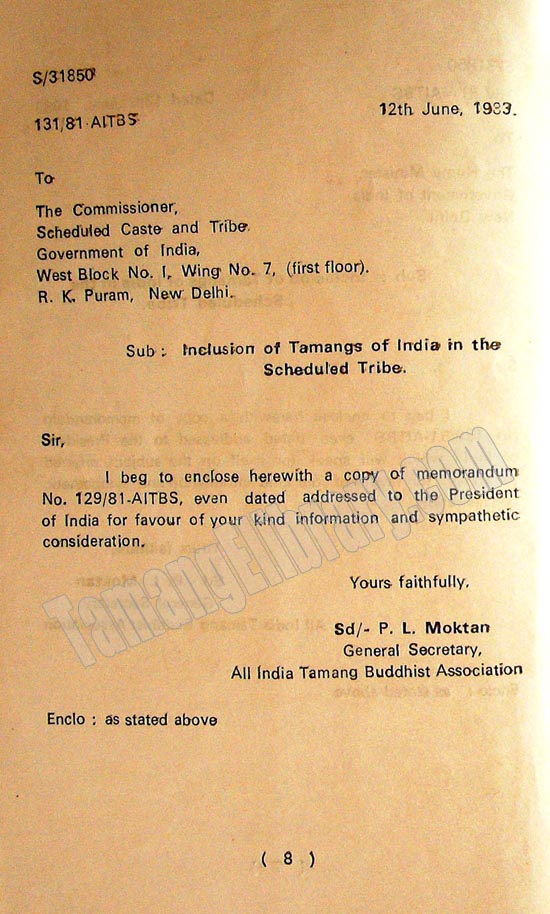 S/31850
131/81-AITBS
12th June, 1983.
To
The Commissioner,
Scheduled Caste and Tribe.
Government of India,
West Block No. I, Wing No. 7, (first floor).
R. K. Puram, New Delhi.
Sub : Inclusion of Tamangs of India in the
Scheduled Tribe.
Sir,
I beg to enclose herewith a copy of memorandum
No. 129/81-AITBS, even dated addressed to the President
of India for favour of your kind information and sympathetic
consideration.
Yours faithfully,
Sd/- P. L. Moktan
General Secretary,
All India Tamang Buddhist Association
Enclo : as stated above
( 8 )
TamangElibrary.com